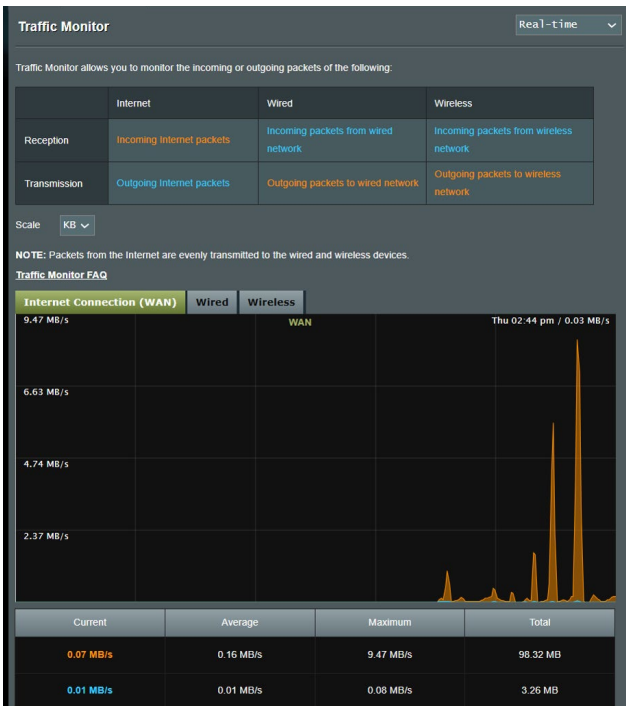 Traffic Monitor
Real-time
Traffic Monitor allows you to monitor the incoming or outgoing packets of the following:
Internet Wired Wireless
Reception
Incoming Internet packets
Incoming packets from wired
network
Incoming packets from wireless
network
Transmission
Outgoing Internet packets
Outgoing packets to wired network
Outgoing packets to wireless
network
Scale KB
NOTE: Packets from the Internet are evenly transmitted to the wired and wireless devices.
Traffic Monitor FAQ
Internet Connection (WAN) Wired Wireless
9.47 MB/s WAN Thu 02:44 pm / 0.03 MB/s
6.63 MB/s
4.74 MB/s
2.37 MB/s
Current Average Maximum Total
0.07 MB/s 0.16 MB/s 9.47 MB/s 98.32 MB
0.01 MB/s 0.01 MB/s 0.08 MB/s 3.26 MB